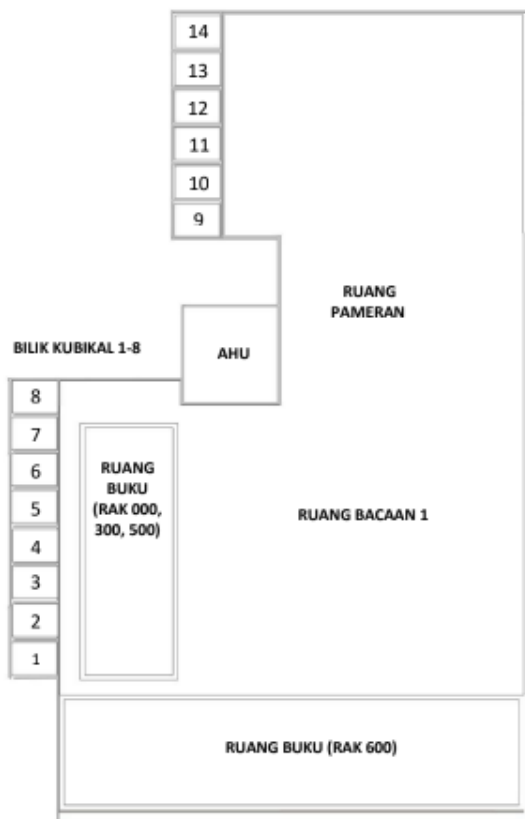 14
13
12
11
10
9
RUANG
PAMERAN
BILIK KUBIKAL 1-8
AHU
8
7
6
5
4
3
2
1
RUANG
BUKU
(RAK 000,
300, 500)
RUANG BACAAN 1
RUANG BUKU (RAK 600)